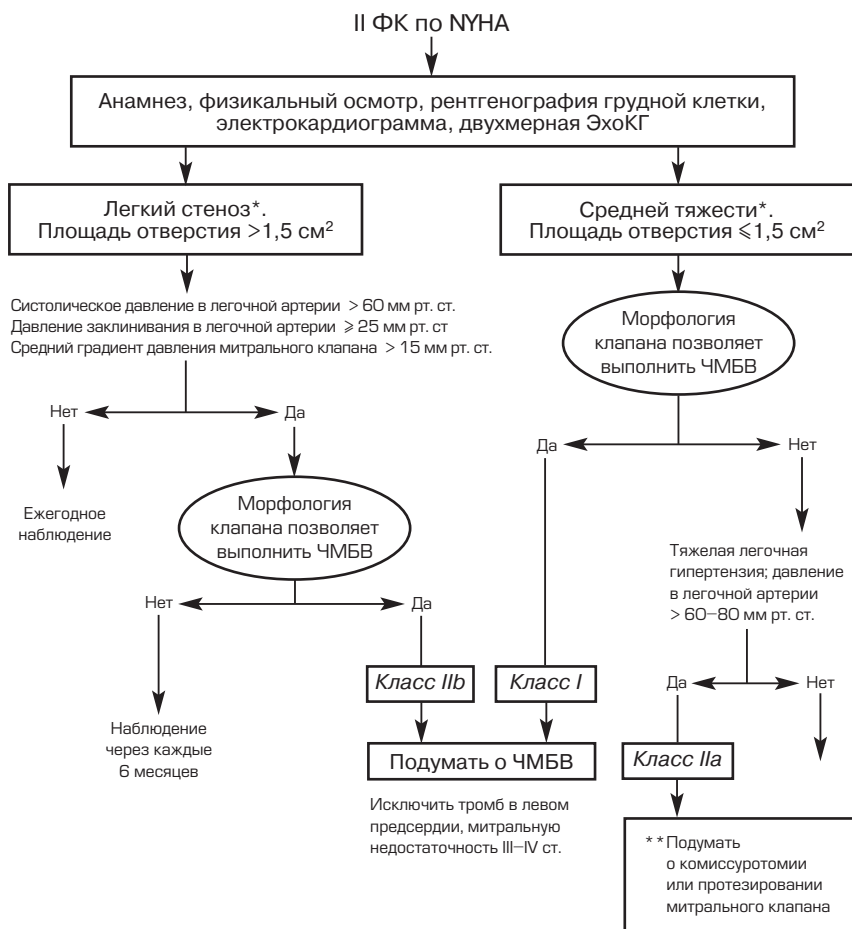 II ФК по NYHA
Анамнез, физикальный осмотр, рентгенография грудной клетки,
электрокардиограмма, двухмерная ЭхоКГ
Легкий стеноз*.
Площадь отверстия >1,5 см²
Средней тяжести*.
Площадь отверстия ⩽1,5 см²
Систолическое давление в легочной артерии > 60 мм рт. ст.
Давление заклинивания в легочной артерии ⩾ 25 мм рт. ст
Средний градиент давления митрального клапана > 15 мм рт. ст.
Морфология
клапана позволяет
выполнить ЧМБВ
Нет
Да
Да
Нет
Ежегодное
наблюдение
Морфология
клапана позволяет
выполнить ЧМБВ
Тяжелая легочная
гипертензия; давление
в легочной артерии
> 60–80 мм рт. ст.
Нет
Да
Да
Нет
Класс IIb
Класс I
Наблюдение
через каждые
6 месяцев
Подумать о ЧМБВ
Класс IIa
Исключить тромб в левом
предсердии, митральную
недостаточность III–IV ст.
**Подумать
о комиссуротомии
или протезировании
митрального клапана